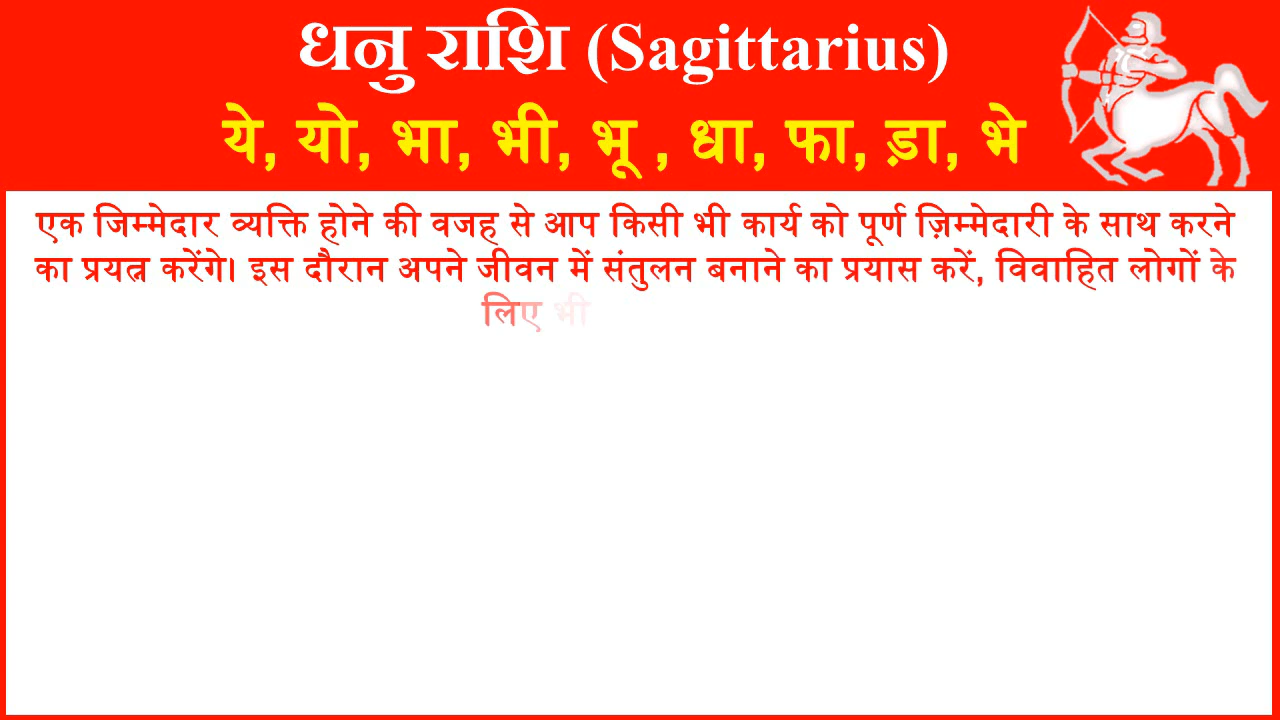 धनु राशि (Sagittarius)
ये, यो, भा, भी, भू , धा, फा, ड़ा, भे
एक जिम्मेदार व्यक्ति होने की वजह से आप किसी भी कार्य को पूर्ण ज़िम्मेदारी के साथ करने
का प्रयत्न करेंगे। इस दौरान अपने जीवन में संतुलन बनाने का प्रयास करें, विवाहित लोगों के
लिए भी